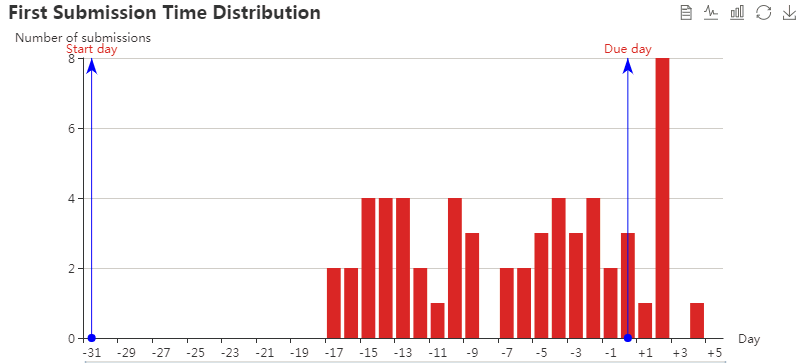 First Submission Time Distribution
Number of submissions
Start day
Due day
8
6
4
2
0
-31 -29 -27 -25 -23 -21 -19 -17 -15 -13 -11 -9 -7 -5 -3 -1 +1 +3 +5
Day